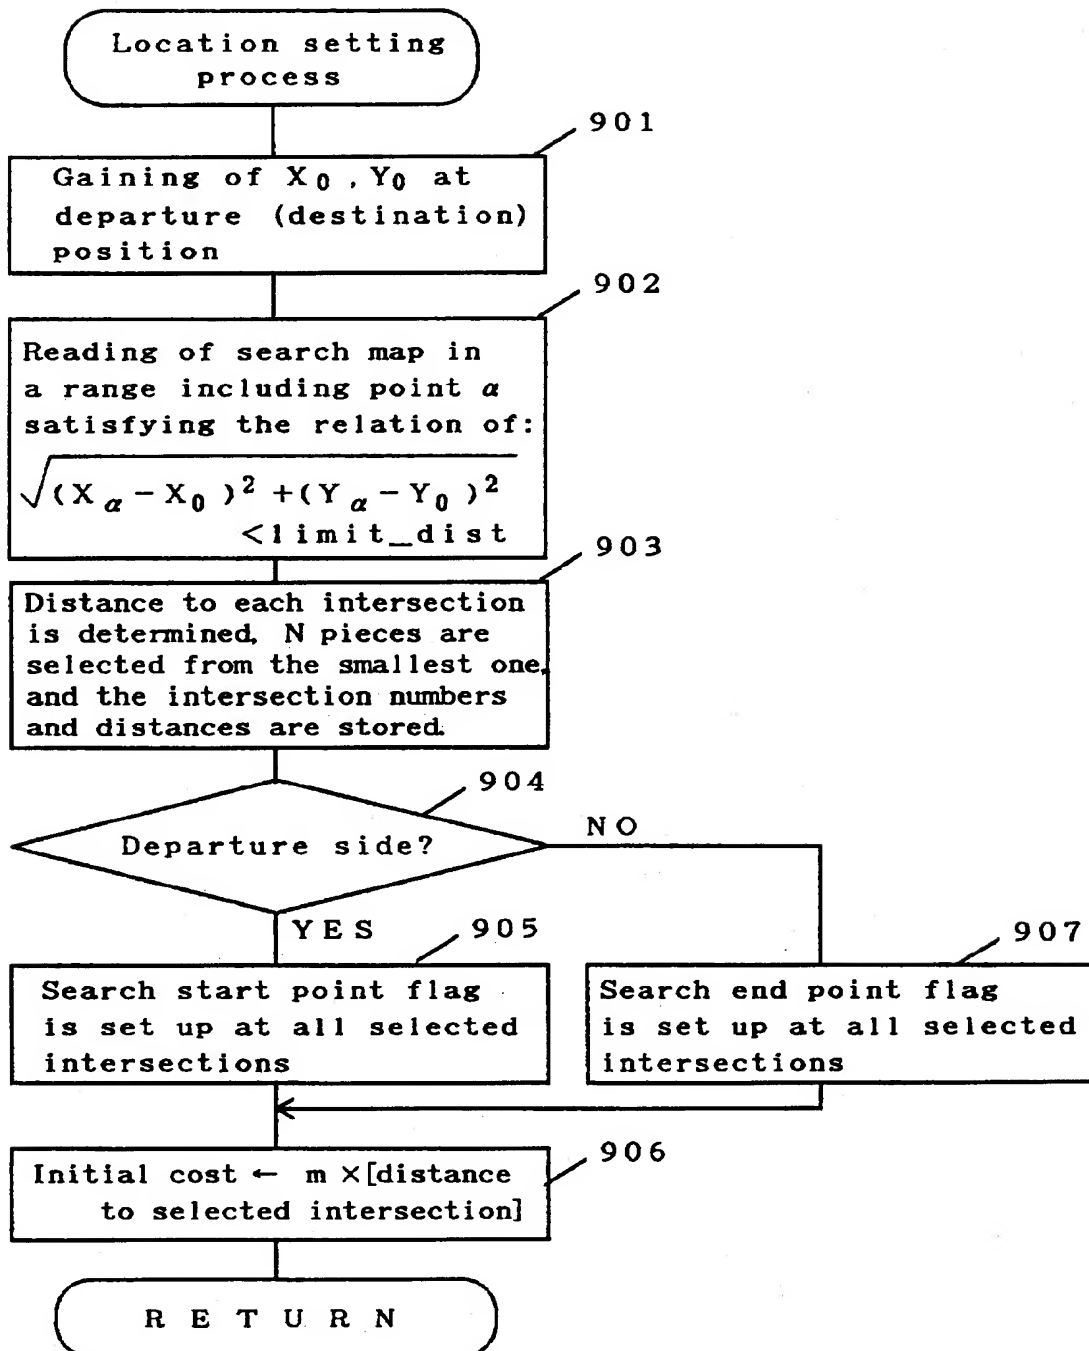 Location setting
process
901
Gaining of X₀, Y₀ at
departure (destination)
position
902
Reading of search map in
a range including point α
satisfying the relation of:
√(X_α − X₀)² + (Y_α − Y₀)²
<limit_dist
903
Distance to each intersection
is determined, N pieces are
selected from the smallest one,
and the intersection numbers
and distances are stored.
904
Departure side?
NO
YES
905
Search start point flag
is set up at all selected
intersections
907
Search end point flag
is set up at all selected
intersections
906
Initial cost ← m ×[distance
to selected intersection]
RETURN